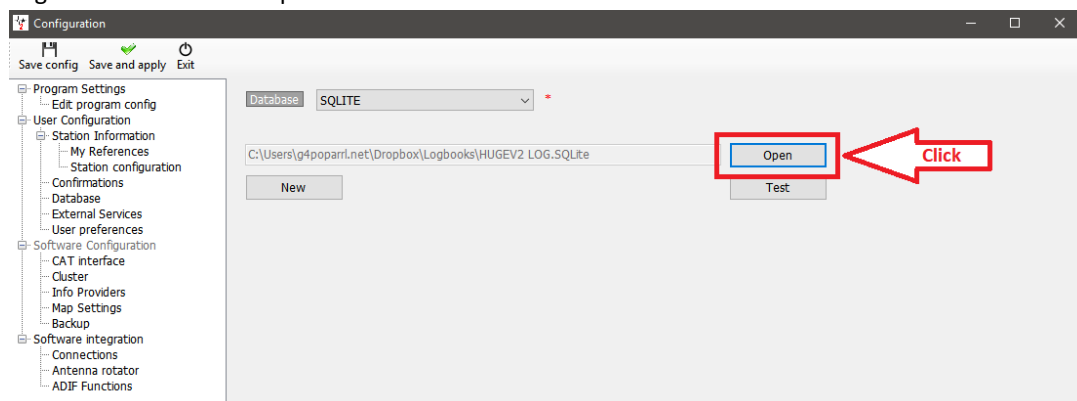 Configuration
Save config Save and apply Exit
Program Settings
Edit program config
User Configuration
Station Information
My References
Station configuration
Confirmations
Database
External Services
User preferences
Software Configuration
CAT interface
Cluster
Info Providers
Map Settings
Backup
Software integration
Connections
Antenna rotator
ADIF Functions
Database SQLITE *
C:\Users\g4poparrl.net\Dropbox\Logbooks\HUGEV2 LOG.SQLite Open Click
New Test